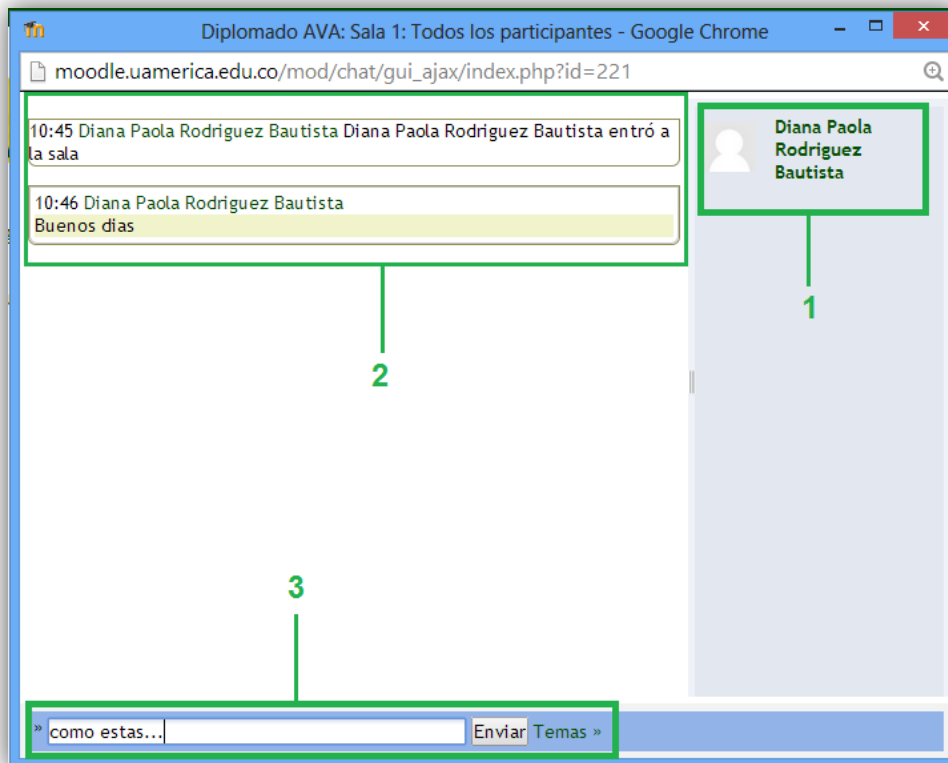 Diplomado AVA: Sala 1: Todos los participantes - Google Chrome
moodle.uamerica.edu.co/mod/chat/gui_ajax/index.php?id=221
10:45 Diana Paola Rodriguez Bautista Diana Paola Rodriguez Bautista entró a
la sala
10:46 Diana Paola Rodriguez Bautista
Buenos dias
Diana Paola
Rodriguez
Bautista
1
2
3
» como estas... Enviar Temas »